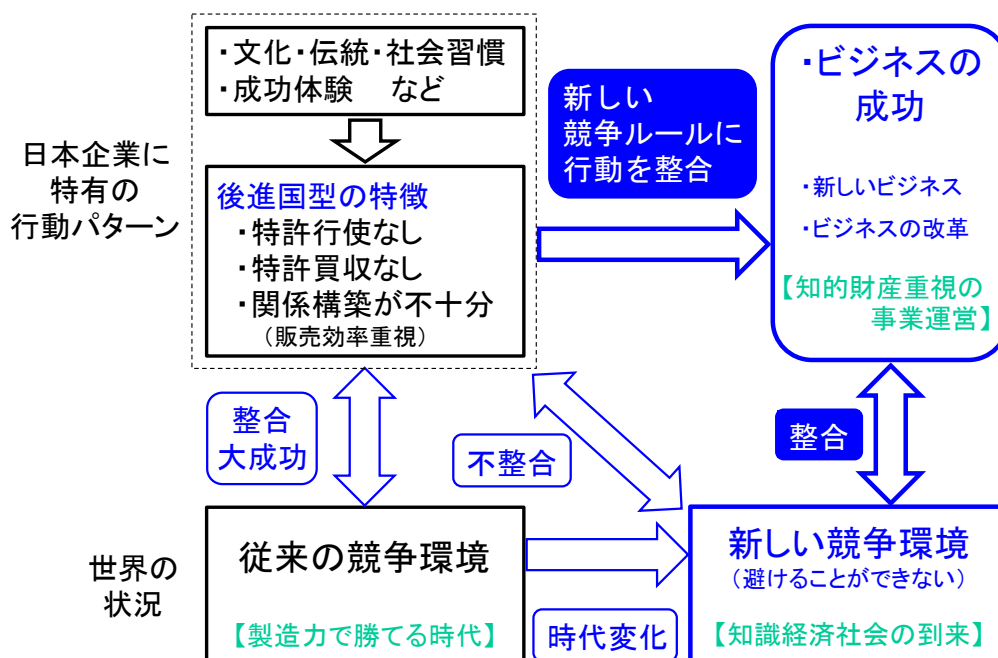 ・文化・伝統・社会習慣
・成功体験　など
日本企業に
特有の
行動パターン
後進国型の特徴
・特許行使なし
・特許買収なし
・関係構築が不十分
（販売効率重視）
新しい
競争ルールに
行動を整合
・ビジネスの
成功
・新しいビジネス
・ビジネスの改革
【知的財産重視の
事業運営】
整合
大成功
不整合
整合
世界の
状況
従来の競争環境
【製造力で勝てる時代】
時代変化
新しい競争環境
（避けることができない）
【知識経済社会の到来】